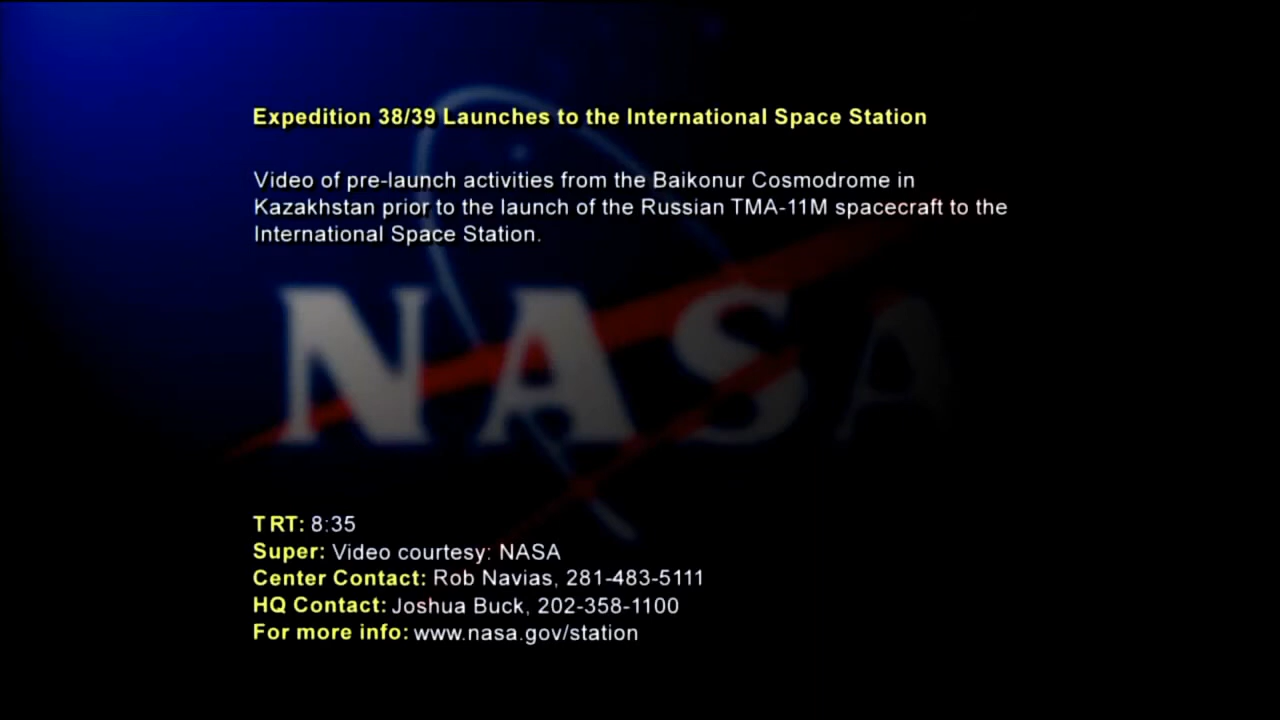 Expedition 38/39 Launches to the International Space Station
Video of pre-launch activities from the Baikonur Cosmodrome in
Kazakhstan prior to the launch of the Russian TMA-11M spacecraft to the
International Space Station.
NASA
TRT: 8:35
Super: Video courtesy: NASA
Center Contact: Rob Navias, 281-483-5111
HQ Contact: Joshua Buck, 202-358-1100
For more info: www.nasa.gov/station